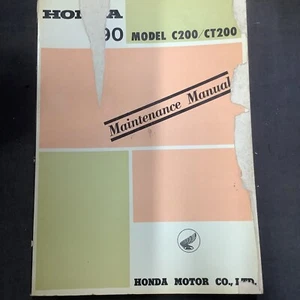 HONDA
90 MODEL C200/CT200
Maintenance Manual
HONDA MOTOR CO., LTD.